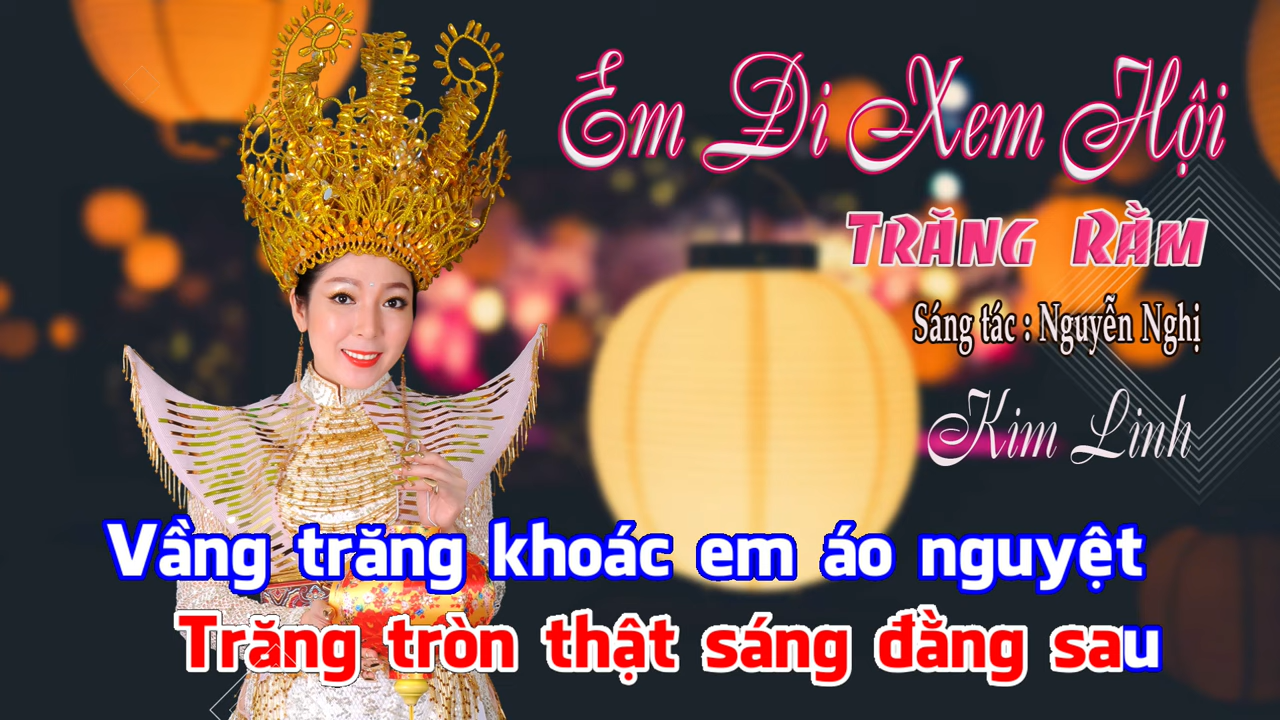 Em Đi Xem Hội
TRĂNG RẰM
Sáng tác : Nguyễn Nghị
Kim Linh
Vầng trăng khoác em áo nguyệt
Trăng tròn thật sáng đằng sau